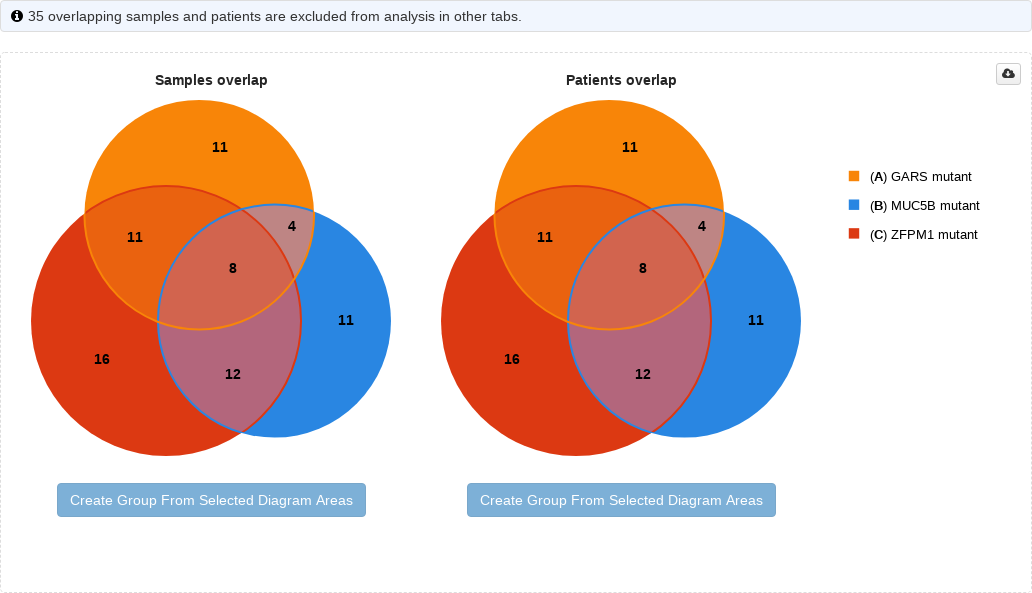 35 overlapping samples and patients are excluded from analysis in other tabs.
Samples overlap
11
11
4
8
11
16
12
Create Group From Selected Diagram Areas
Patients overlap
11
11
4
8
11
16
12
Create Group From Selected Diagram Areas
(A) GARS mutant
(B) MUC5B mutant
(C) ZFPM1 mutant